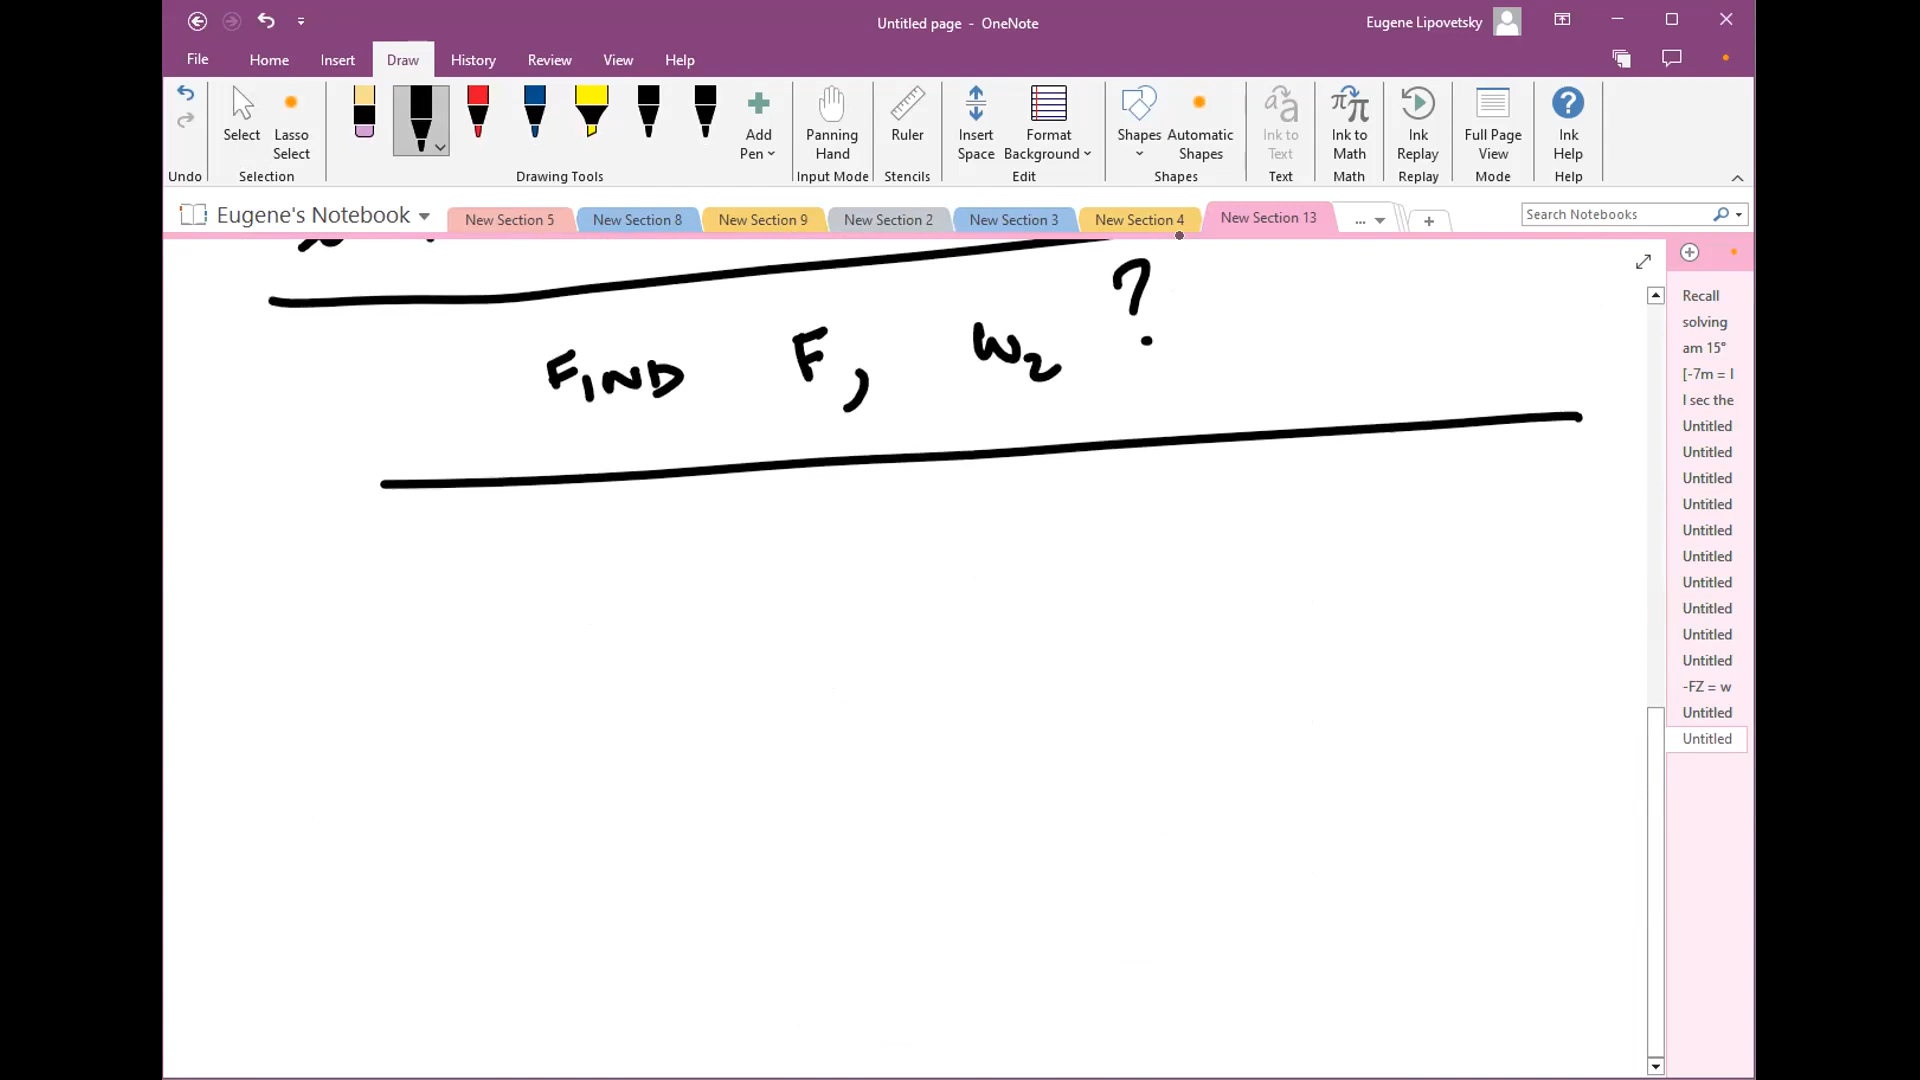 Untitled page - OneNote
Eugene Lipovetsky
File Home Insert Draw History Review View Help
Select
Lasso Select
Add Pen
Panning Hand
Ruler
Insert Space
Format Background
Shapes
Automatic Shapes
Ink to Text
Ink to Math
Ink Replay
Full Page View
Ink Help
Undo Selection Drawing Tools Input Mode Stencils Edit Shapes Text Math Replay Mode Help
Eugene's Notebook New Section 5 New Section 8 New Section 9 New Section 2 New Section 3 New Section 4 New Section 13 ... Search Notebooks
?
FIND F, W2
Recall
solving
am 15°
[-7m = I
I sec the
Untitled
Untitled
Untitled
Untitled
Untitled
Untitled
Untitled
Untitled
Untitled
Untitled
-FZ = w
Untitled
Untitled